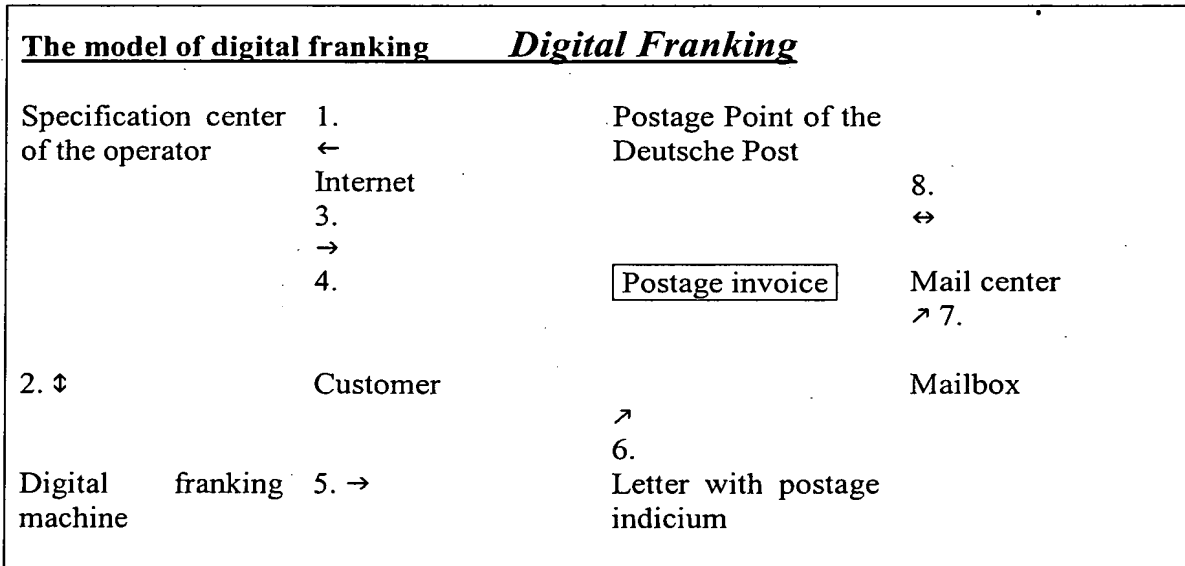 The model of digital franking Digital Franking
Specification center 1. Postage Point of the
of the operator ← Deutsche Post
Internet 8.
3. ↔
→
4. Postage invoice Mail center
↗ 7.
2. ⇕ Customer Mailbox
↗
6.
Digital franking 5. → Letter with postage
machine indicium